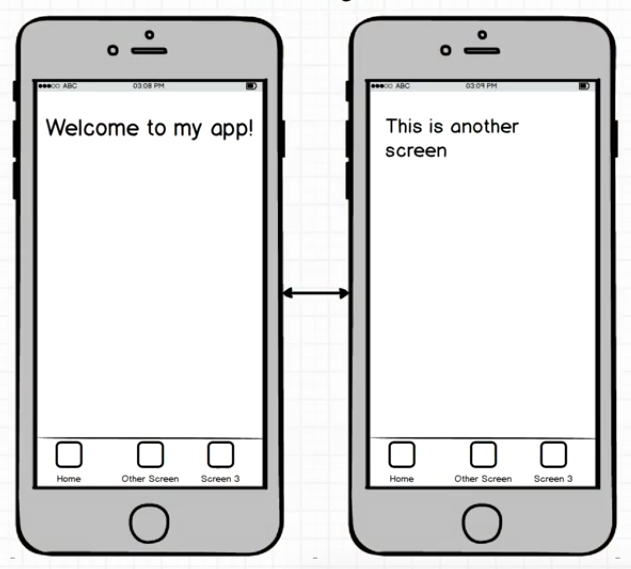 ABC 03:08 PM
Welcome to my app!
Home Other Screen Screen 3
ABC 03:09 PM
This is another
screen
Home Other Screen Screen 3